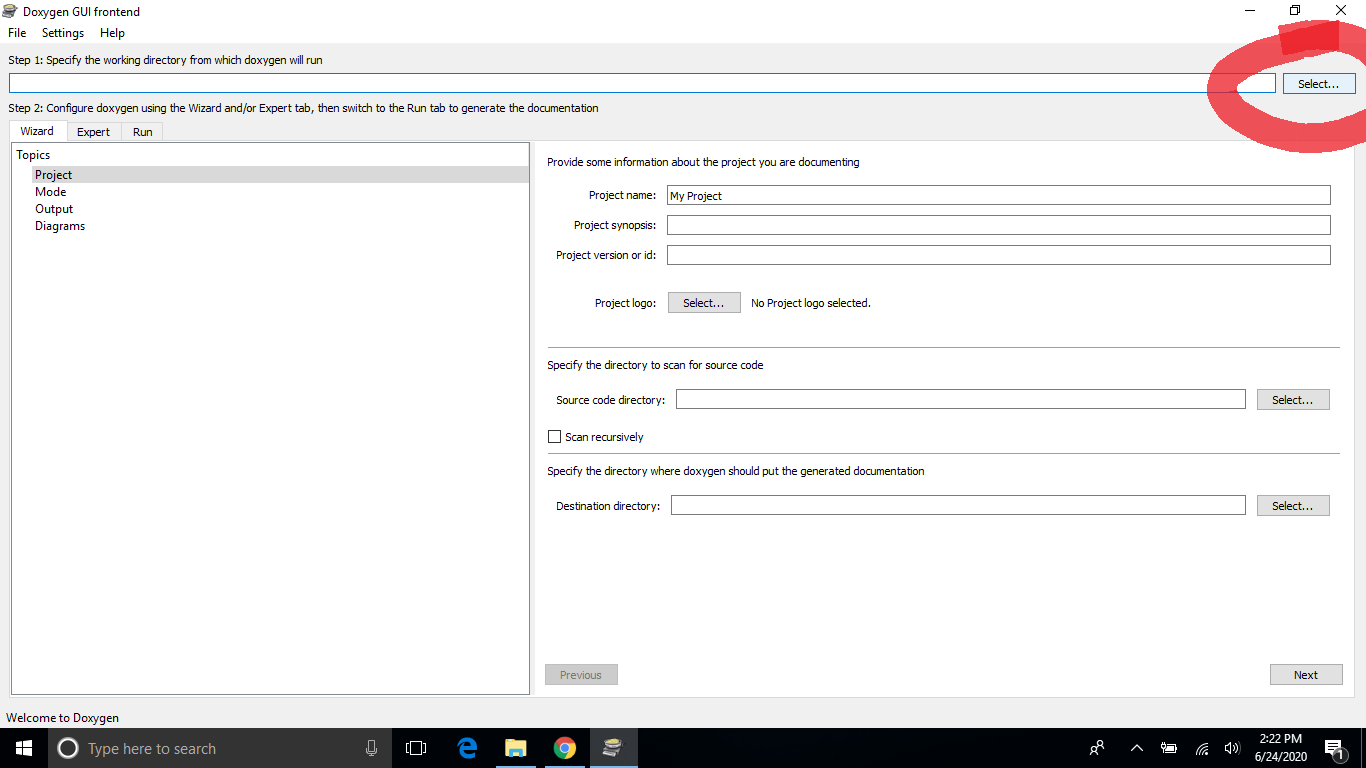 Doxygen GUI frontend
File Settings Help
Step 1: Specify the working directory from which doxygen will run
Select...
Step 2: Configure doxygen using the Wizard and/or Expert tab, then switch to the Run tab to generate the documentation
Wizard Expert Run
Topics
Project
Mode
Output
Diagrams
Provide some information about the project you are documenting
Project name: My Project
Project synopsis:
Project version or id:
Project logo: Select... No Project logo selected.
Specify the directory to scan for source code
Source code directory: Select...
Scan recursively
Specify the directory where doxygen should put the generated documentation
Destination directory: Select...
Previous Next
Welcome to Doxygen
Type here to search
2:22 PM
6/24/2020
1